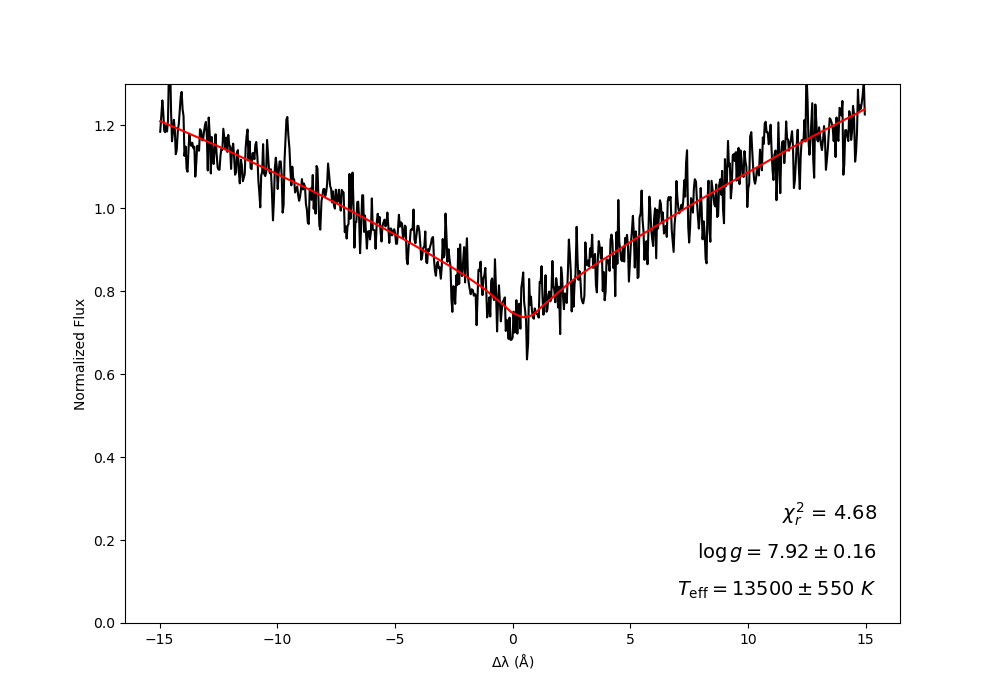 1.2
1.0
0.8
0.6
0.4
0.2
0.0
Normalized Flux
χ²ᵣ = 4.68
log g = 7.92 ± 0.16
T_eff = 13500 ± 550 K
−15 −10 −5 0 5 10 15
Δλ (Å)